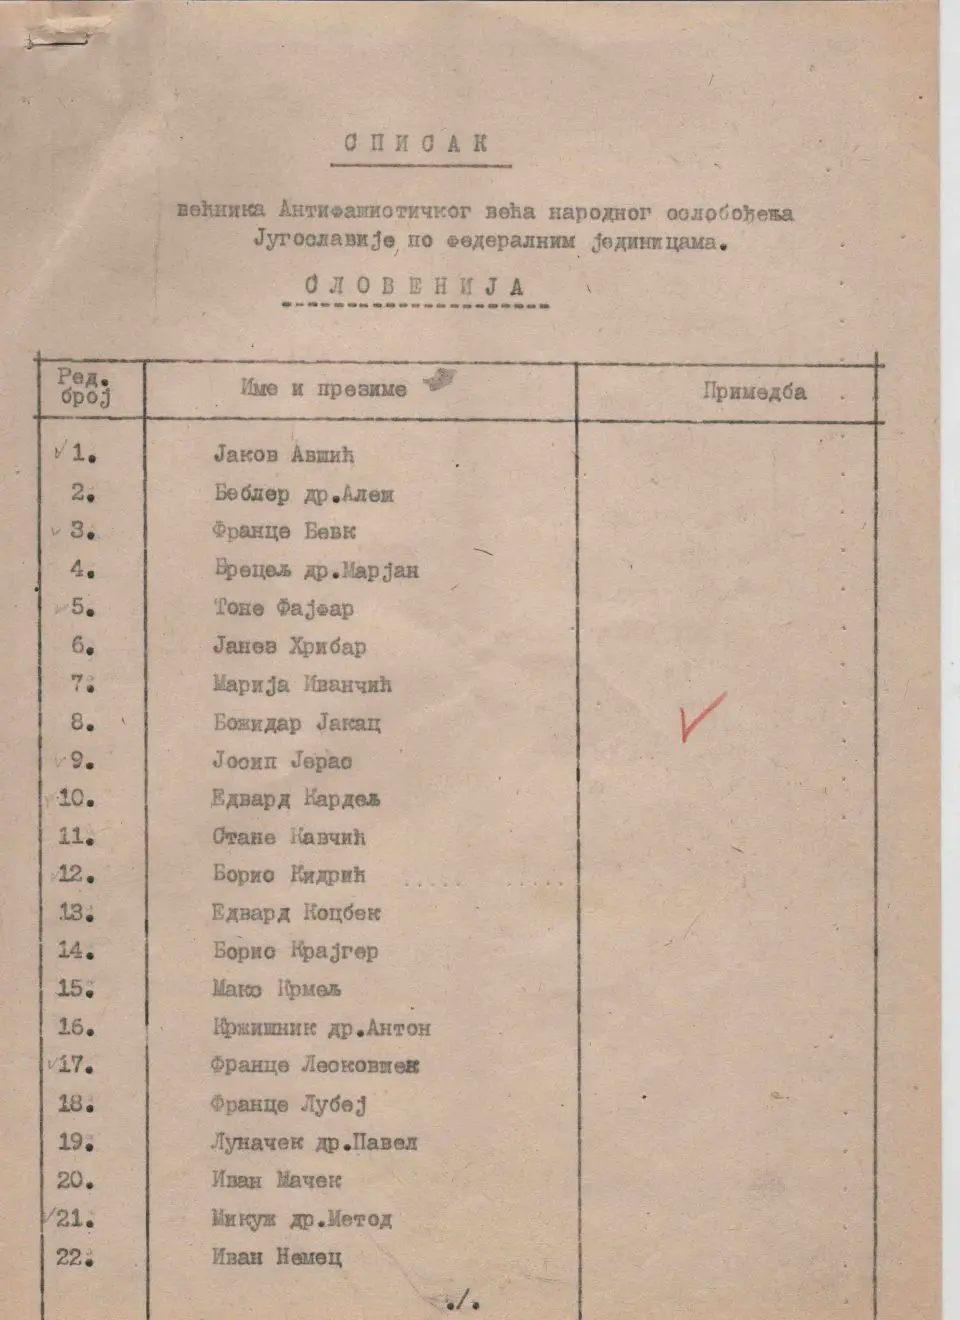 СПИСАК
већника Антифашистичког већа народног ослобођења
Југославије по федералним јединицама.
СЛОВЕНИЈА
Ред. број Име и презиме Примедба
1. Јаков Авшић
2. Беблер др.Алеш
3. Франце Бевк
4. Брецељ др.Марјан
5. Тоне Фајфар
6. Јанез Хрибар
7. Марија Иванчић
8. Божидар Јакац
9. Јосип Јерас
10. Едвард Кардељ
11. Стане Кавчић
12. Борис Кидрић
13. Едвард Коцбек
14. Борис Крајгер
15. Макс Крмељ
16. Кржишник др.Антон
17. Франце Лесковшек
18. Франце Лубеј
19. Луначек др.Павел
20. Иван Мачек
21. Микуж др.Метод
22. Иван Немец
./.